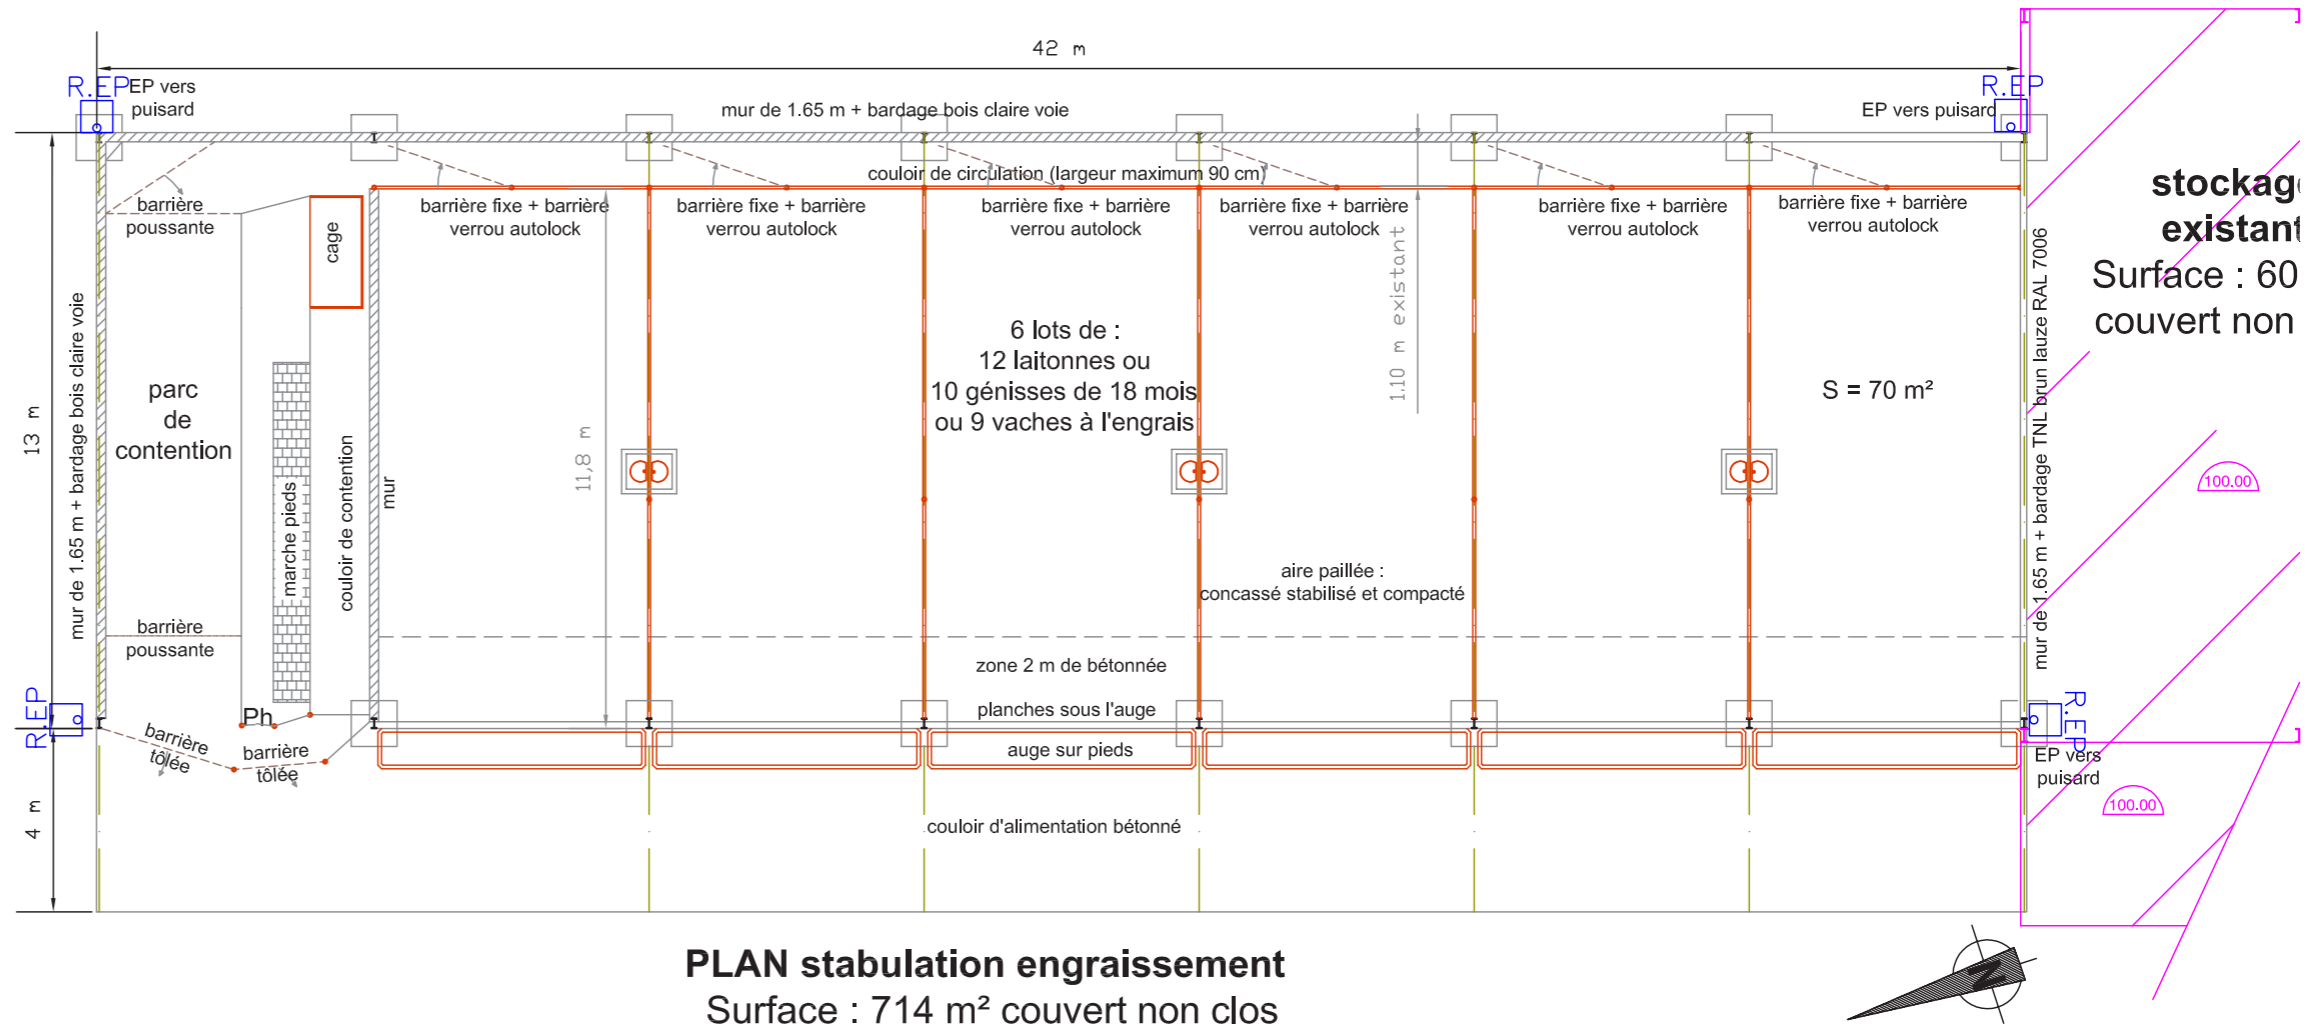 42 m
R.EP
EP vers
puisard
mur de 1.65 m + bardage bois claire voie
R.EP
EP vers puisard
couloir de circulation (largeur maximum 90 cm)
barrière
poussante
cage
barrière fixe + barrière
verrou autolock
barrière fixe + barrière
verrou autolock
barrière fixe + barrière
verrou autolock
barrière fixe + barrière
verrou autolock
barrière fixe + barrière
verrou autolock
barrière fixe + barrière
verrou autolock
existant
Surface : 60
couvert non
13 m
mur de 1.65 m + bardage bois claire voie
parc
de
contention
marche pieds
couloir de contention
mur
11,8 m
6 lots de :
12 laitonnes ou
10 génisses de 18 mois
ou 9 vaches à l'engrais
1.10 m existant
S = 70 m²
mur de 1.65 m + bardage TNL brun lauze RAL 7006
100.00
aire paillée :
concassé stabilisé et compacté
barrière
poussante
zone 2 m de bétonnée
planches sous l'auge
auge sur pieds
R.EP
Ph
barrière
tôlée
barrière
tôlée
R.EP
EP vers
puisard
100.00
4 m
couloir d'alimentation bétonné
N
PLAN stabulation engraissement
Surface : 714 m² couvert non clos